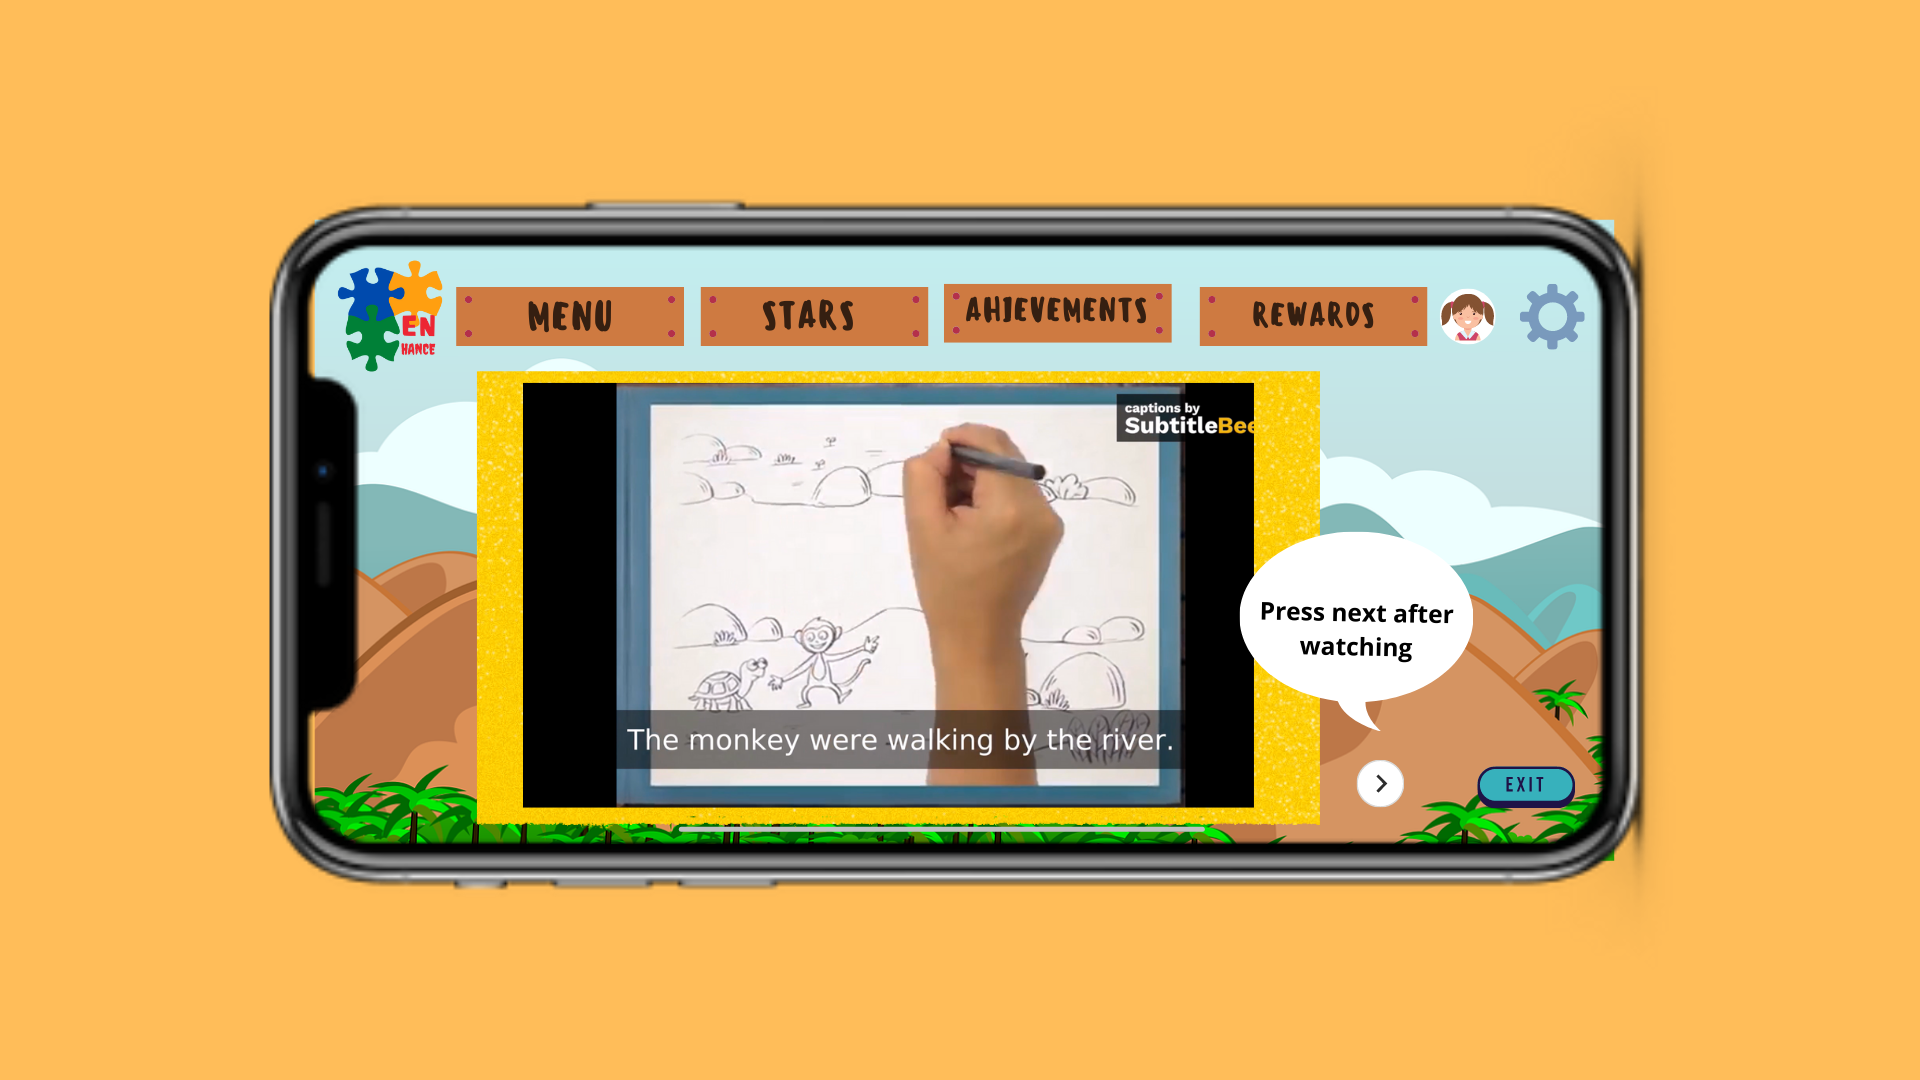 EN
HANCE
MENU
STARS
AHIEVEMENTS
REWARDS
captions by
SubtitleBee
Press next after
watching
The monkey were walking by the river.
EXIT